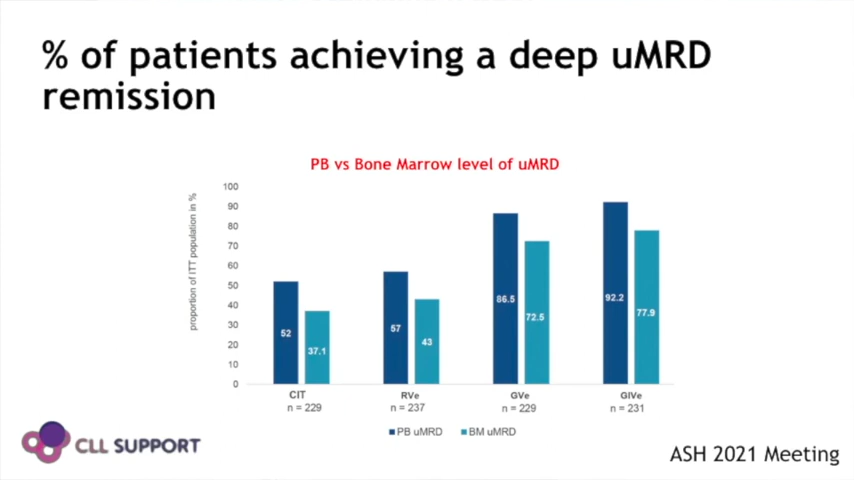 % of patients achieving a deep uMRD
remission
PB vs Bone Marrow level of uMRD
proportion of ITT population in %
100
90
80
70
60
50
40
30
20
10
0
52
37.1
57
43
86.5
72.5
92.2
77.9
CIT
n = 229
RVe
n = 237
GVe
n = 229
GIVe
n = 231
PB uMRD
BM uMRD
CLL SUPPORT
ASH 2021 Meeting